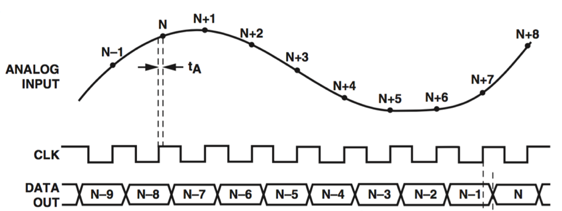 N+1
N
N+2
N+8
N–1
N+3
ANALOG
INPUT
tA
N+7
N+4
N+5
N+6
CLK
DATA
OUT
N–9 N–8 N–7 N–6 N–5 N–4 N–3 N–2 N–1 N